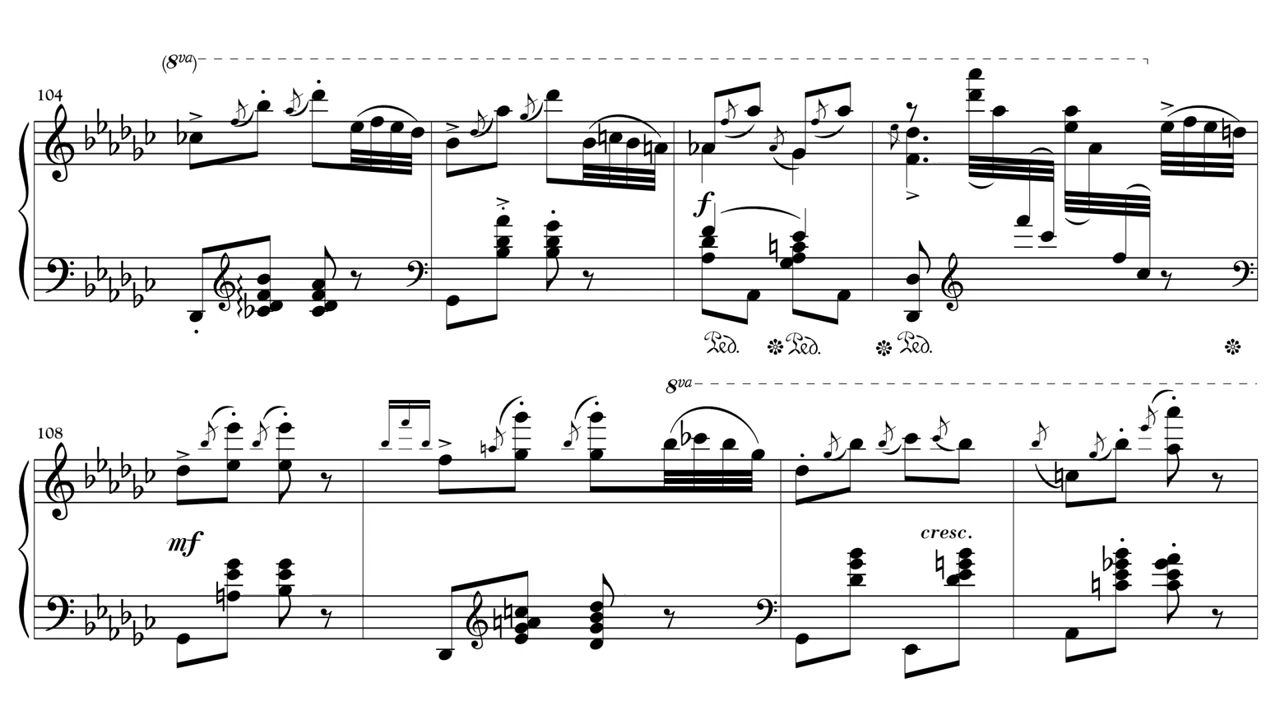 (8va)
104
f
Ped. * Ped. * Ped. *
108
8va
mf
cresc.